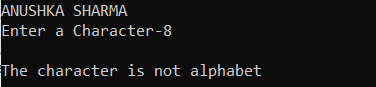 ANUSHKA SHARMA
Enter a Character-8
The character is not alphabet